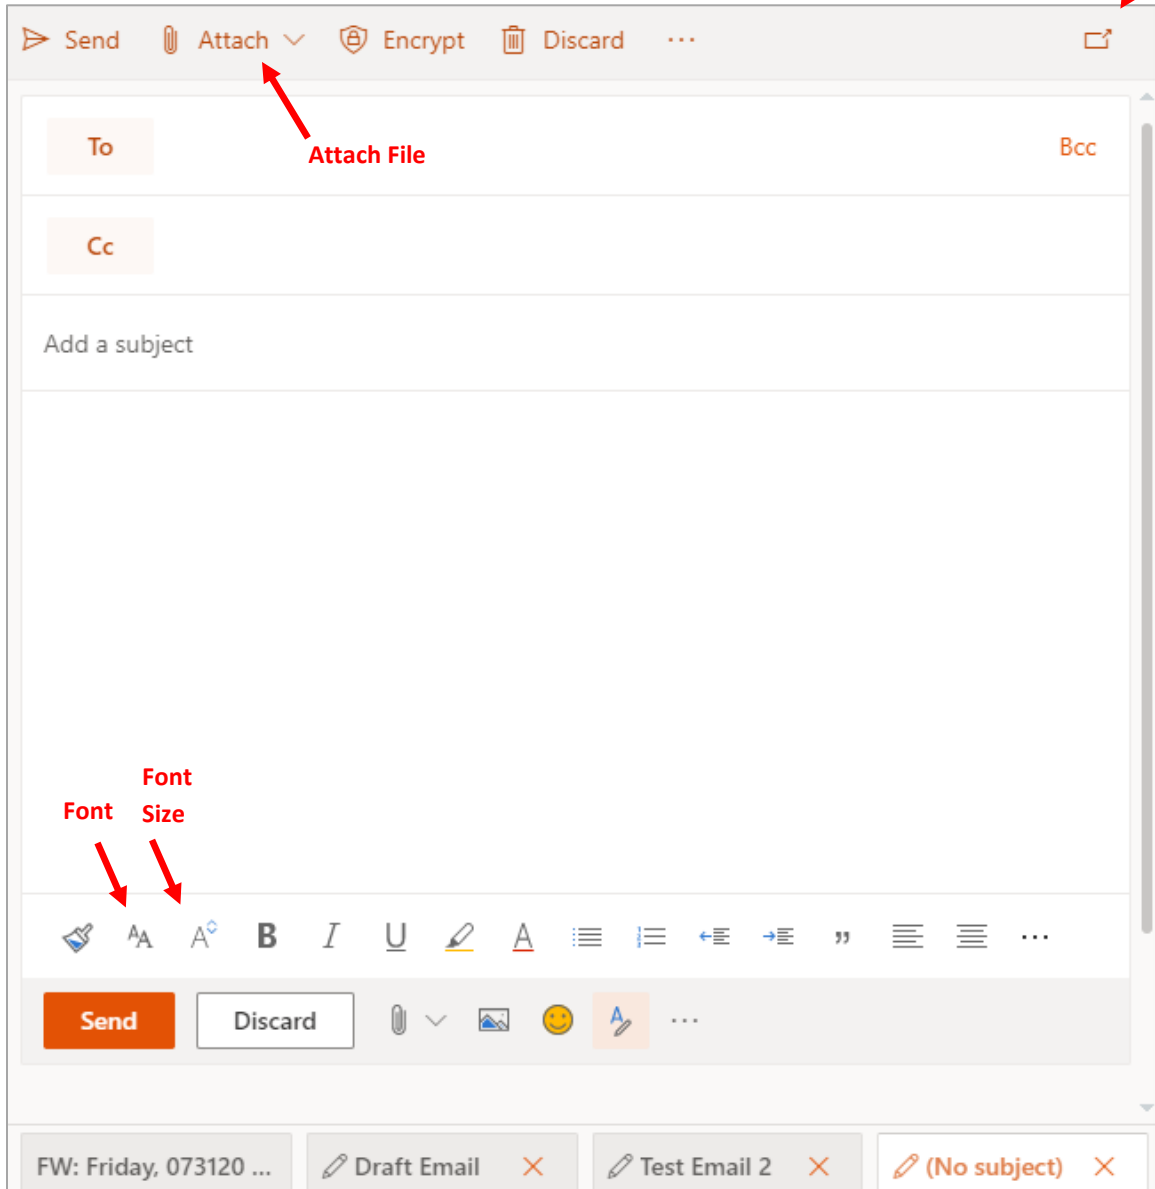 Send Attach Encrypt Discard ...
Attach File
To Bcc
Cc
Add a subject
Font
Font Size
B I U A ...
Send Discard ...
FW: Friday, 073120 ... Draft Email Test Email 2 (No subject)